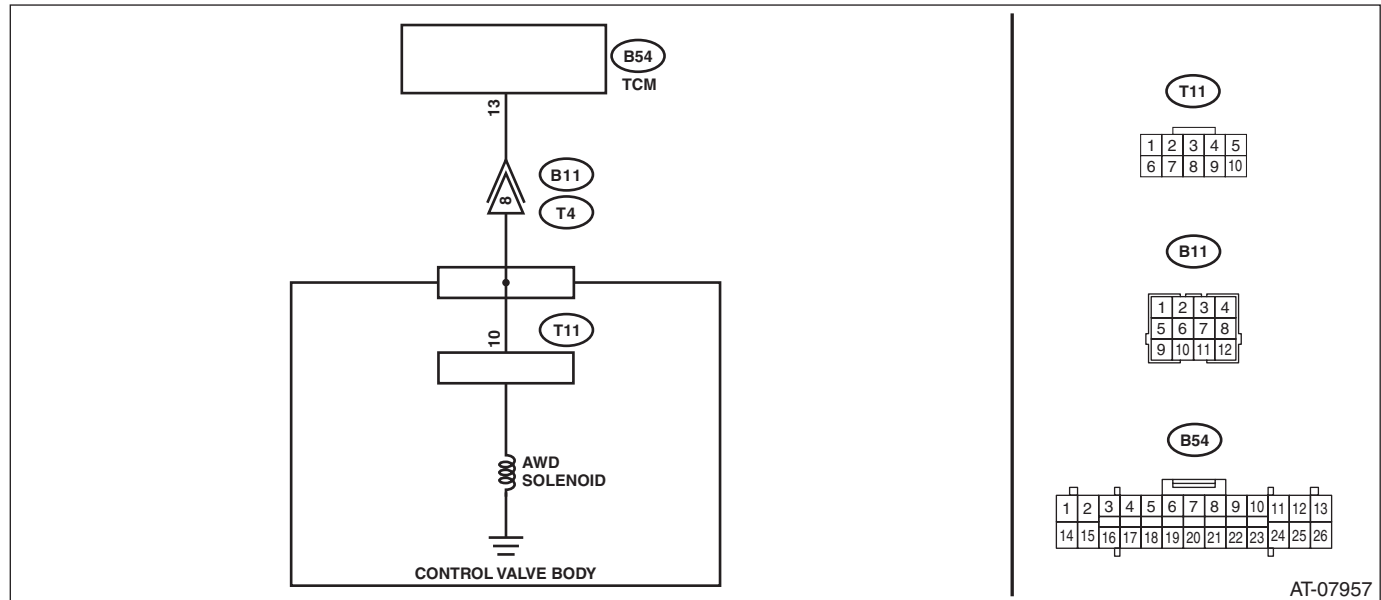 B54
TCM
13
B11
8
T4
10
T11
AWD
SOLENOID
CONTROL VALVE BODY
T11
1 2 3 4 5
6 7 8 9 10
B11
1 2 3 4
5 6 7 8
9 10 11 12
B54
1 2 3 4 5 6 7 8 9 10 11 12 13
14 15 16 17 18 19 20 21 22 23 24 25 26
AT-07957